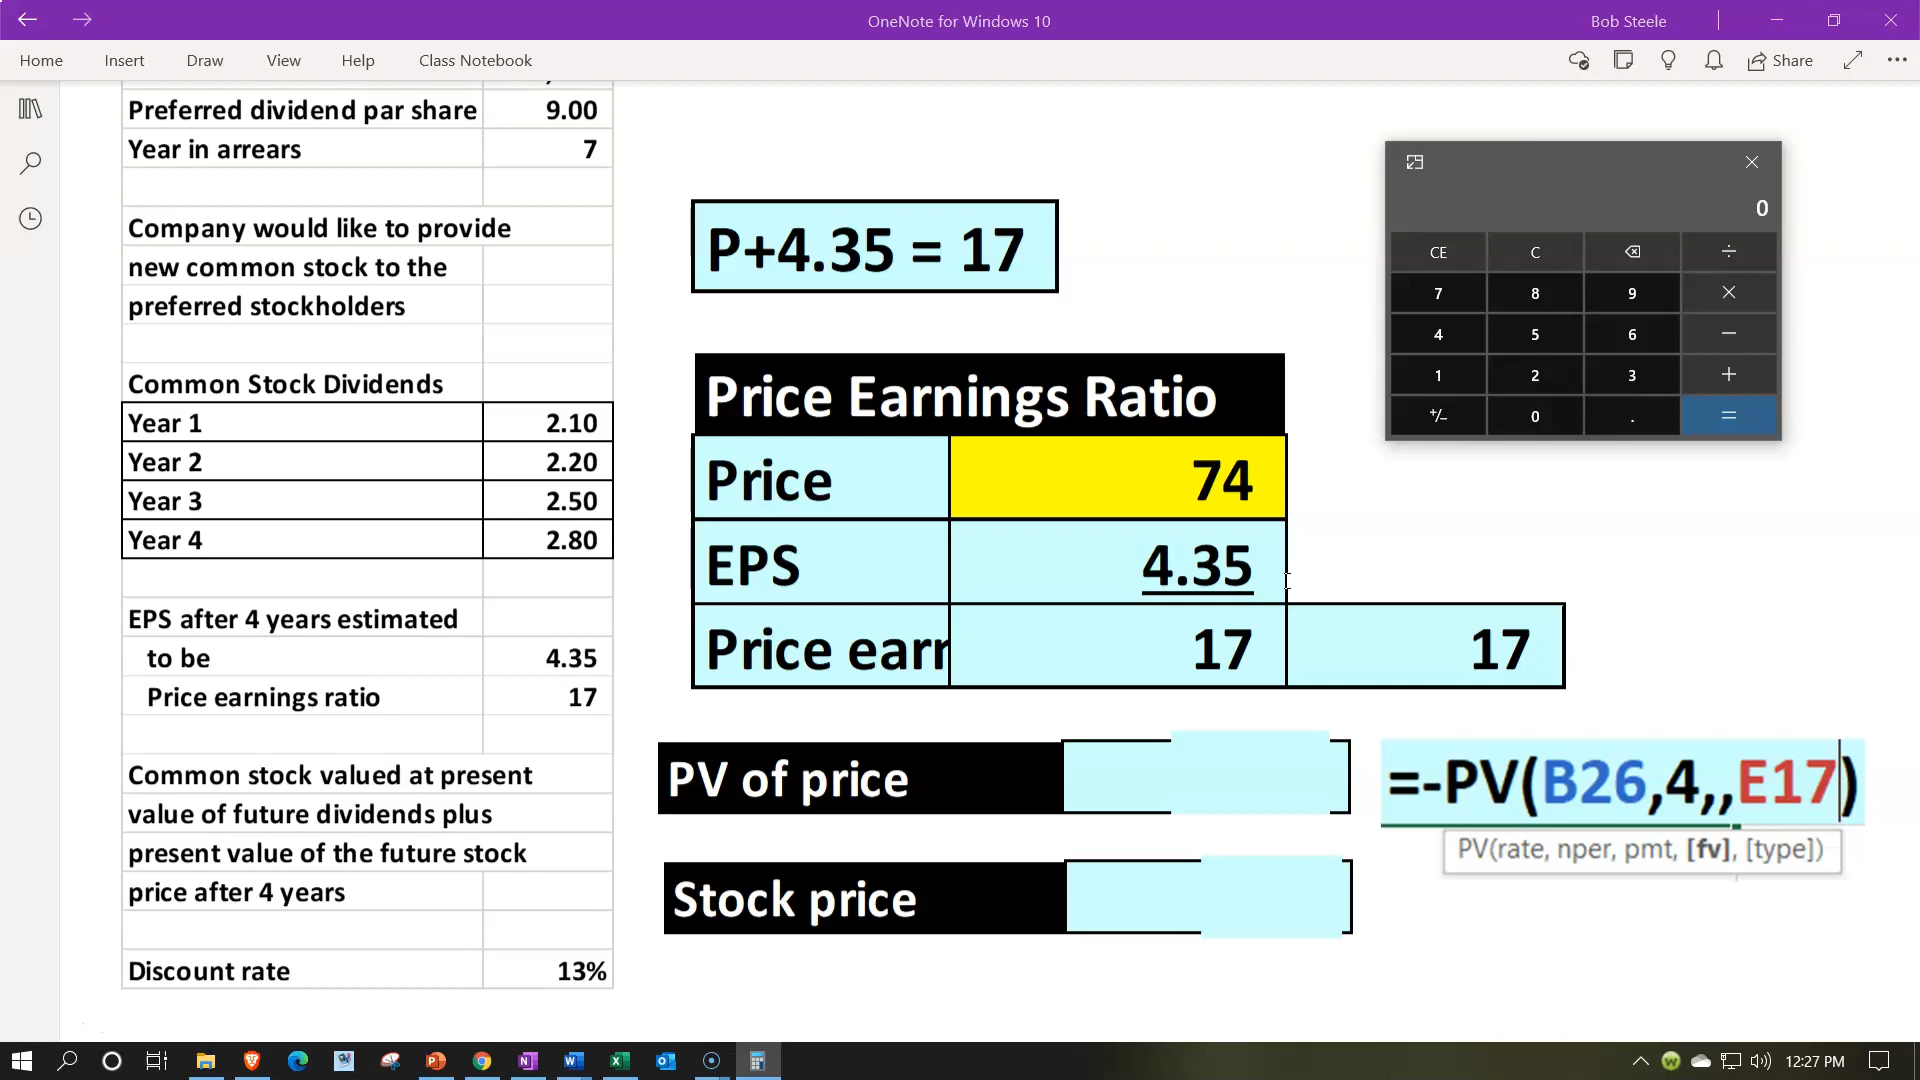 OneNote for Windows 10
Bob Steele
Home Insert Draw View Help Class Notebook
Share
Preferred dividend par share 9.00
Year in arrears 7
Company would like to provide
new common stock to the
preferred stockholders
Common Stock Dividends
Year 1 2.10
Year 2 2.20
Year 3 2.50
Year 4 2.80
EPS after 4 years estimated
to be 4.35
Price earnings ratio 17
Common stock valued at present
value of future dividends plus
present value of the future stock
price after 4 years
Discount rate 13%
P+4.35 = 17
Price Earnings Ratio
Price 74
EPS 4.35
Price earr 17 17
PV of price
Stock price
=-PV(B26,4,,E17)
PV(rate, nper, pmt, [fv], [type])
0
CE C ÷
7 8 9 ×
4 5 6 −
1 2 3 +
+/− 0 . =
12:27 PM